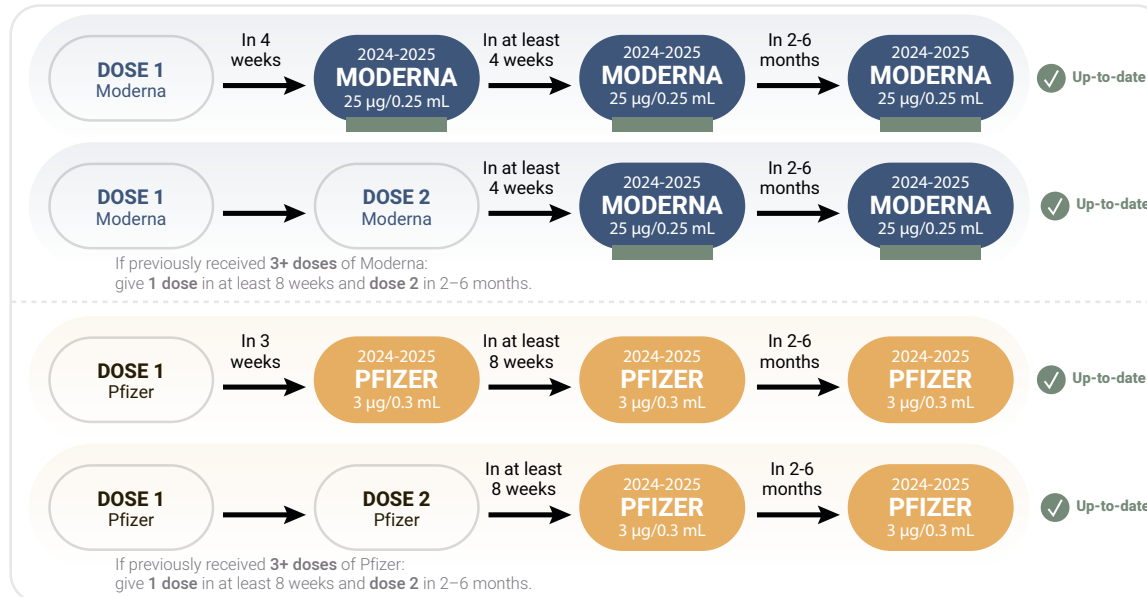 In 4
weeks
In at least
4 weeks
In 2-6
months
DOSE 1
Moderna
2024-2025
MODERNA
25 µg/0.25 mL
2024-2025
MODERNA
25 µg/0.25 mL
2024-2025
MODERNA
25 µg/0.25 mL
Up-to-date
In at least
4 weeks
In 2-6
months
DOSE 1
Moderna
DOSE 2
Moderna
2024-2025
MODERNA
25 µg/0.25 mL
2024-2025
MODERNA
25 µg/0.25 mL
Up-to-date
If previously received 3+ doses of Moderna:
give 1 dose in at least 8 weeks and dose 2 in 2–6 months.
In 3
weeks
In at least
8 weeks
In 2-6
months
DOSE 1
Pfizer
2024-2025
PFIZER
3 µg/0.3 mL
2024-2025
PFIZER
3 µg/0.3 mL
2024-2025
PFIZER
3 µg/0.3 mL
Up-to-date
In at least
8 weeks
In 2-6
months
DOSE 1
Pfizer
DOSE 2
Pfizer
2024-2025
PFIZER
3 µg/0.3 mL
2024-2025
PFIZER
3 µg/0.3 mL
Up-to-date
If previously received 3+ doses of Pfizer:
give 1 dose in at least 8 weeks and dose 2 in 2–6 months.